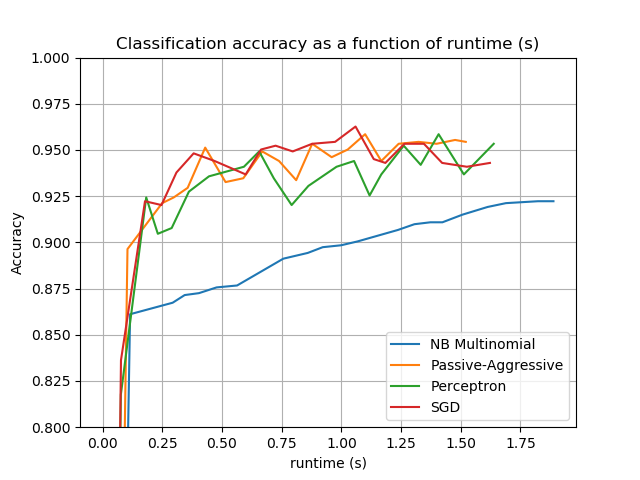 Classification accuracy as a function of runtime (s)
1.000
0.975
0.950
0.925
0.900
0.875
0.850
0.825
0.800
Accuracy
NB Multinomial
Passive-Aggressive
Perceptron
SGD
0.00 0.25 0.50 0.75 1.00 1.25 1.50 1.75
runtime (s)